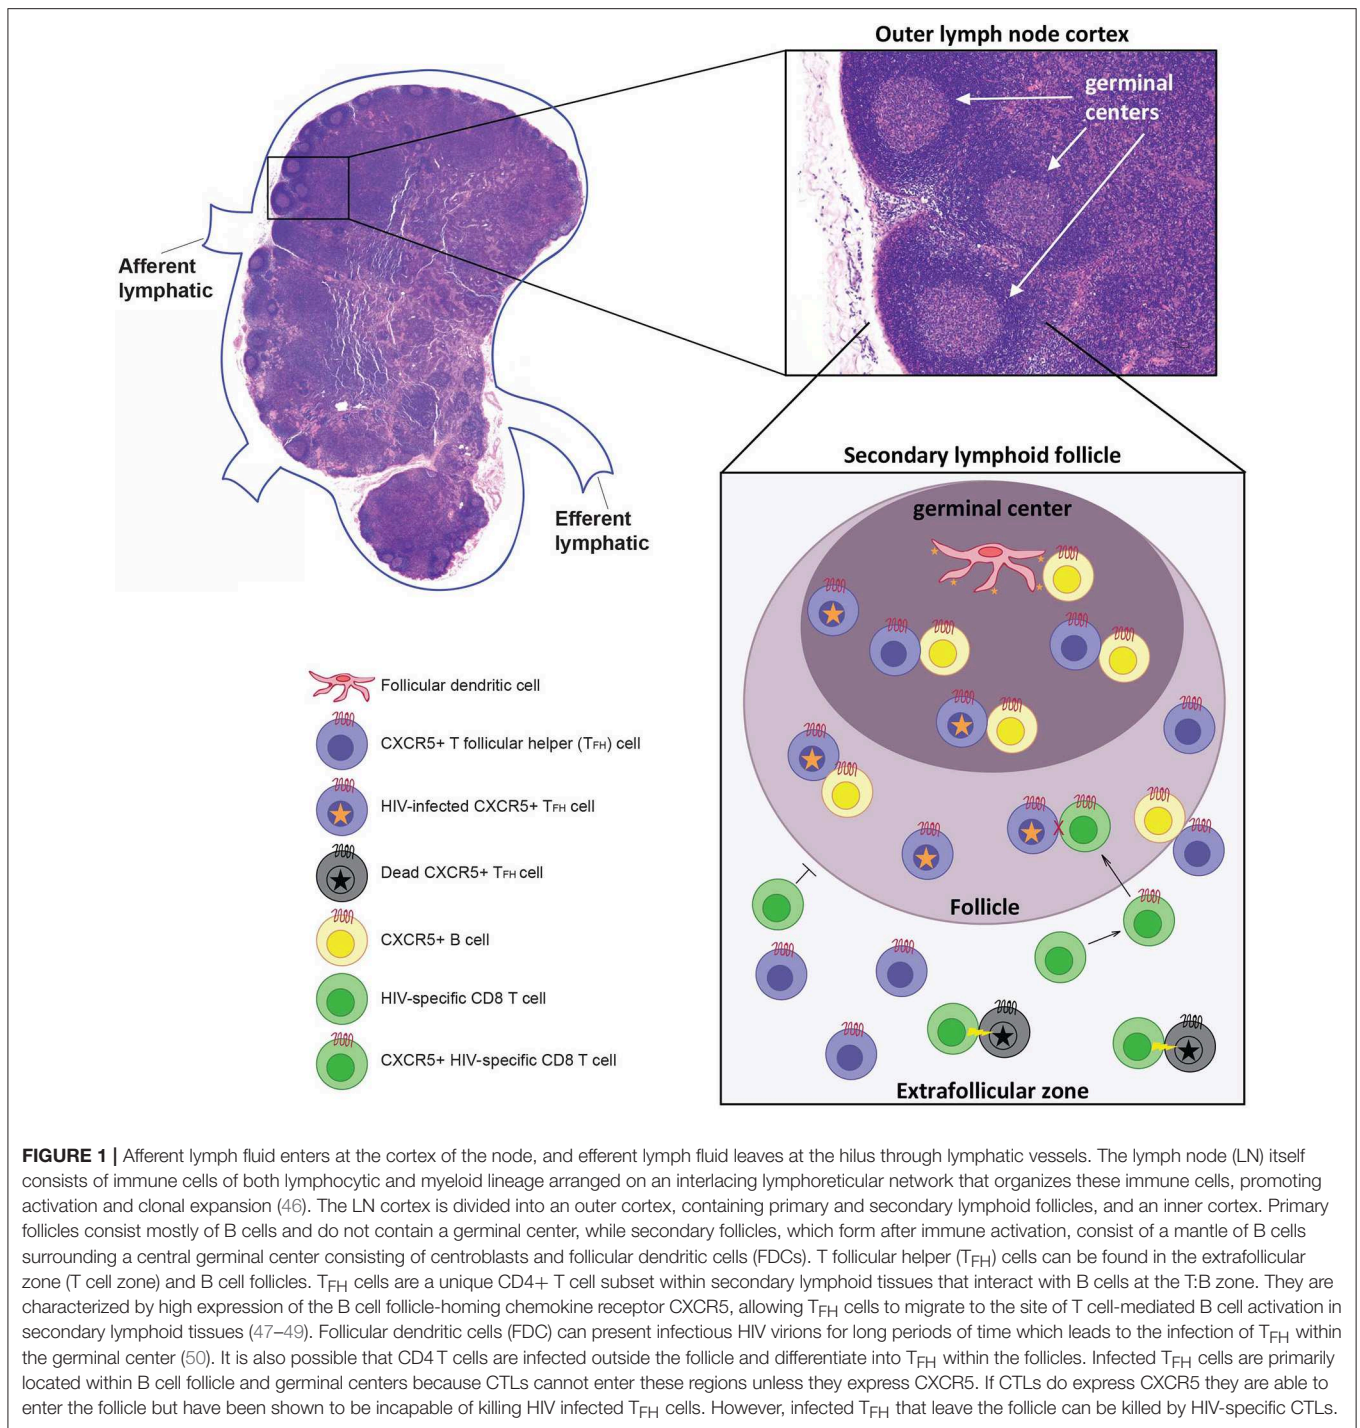 Outer lymph node cortex
germinal
centers
Afferent
lymphatic
Efferent
lymphatic
Secondary lymphoid follicle
germinal center
Follicle
Extrafollicular zone
Follicular dendritic cell
CXCR5+ T follicular helper (TFH) cell
HIV-infected CXCR5+ TFH cell
Dead CXCR5+ TFH cell
CXCR5+ B cell
HIV-specific CD8 T cell
CXCR5+ HIV-specific CD8 T cell
FIGURE 1 | Afferent lymph fluid enters at the cortex of the node, and efferent lymph fluid leaves at the hilus through lymphatic vessels. The lymph node (LN) itself
consists of immune cells of both lymphocytic and myeloid lineage arranged on an interlacing lymphoreticular network that organizes these immune cells, promoting
activation and clonal expansion (46). The LN cortex is divided into an outer cortex, containing primary and secondary lymphoid follicles, and an inner cortex. Primary
follicles consist mostly of B cells and do not contain a germinal center, while secondary follicles, which form after immune activation, consist of a mantle of B cells
surrounding a central germinal center consisting of centroblasts and follicular dendritic cells (FDCs). T follicular helper (TFH) cells can be found in the extrafollicular
zone (T cell zone) and B cell follicles. TFH cells are a unique CD4+ T cell subset within secondary lymphoid tissues that interact with B cells at the T:B zone. They are
characterized by high expression of the B cell follicle-homing chemokine receptor CXCR5, allowing TFH cells to migrate to the site of T cell-mediated B cell activation in
secondary lymphoid tissues (47–49). Follicular dendritic cells (FDC) can present infectious HIV virions for long periods of time which leads to the infection of TFH within
the germinal center (50). It is also possible that CD4 T cells are infected outside the follicle and differentiate into TFH within the follicles. Infected TFH cells are primarily
located within B cell follicle and germinal centers because CTLs cannot enter these regions unless they express CXCR5. If CTLs do express CXCR5 they are able to
enter the follicle but have been shown to be incapable of killing HIV infected TFH cells. However, infected TFH that leave the follicle can be killed by HIV-specific CTLs.